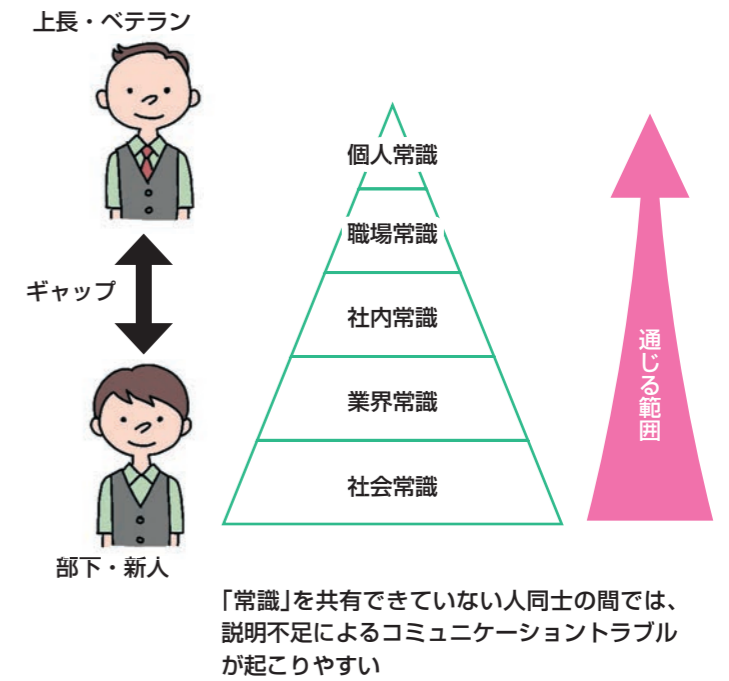 上長・ベテラン
ギャップ
部下・新人
個人常識
職場常識
社内常識
業界常識
社会常識
通じる範囲
「常識」を共有できていない人同士の間では、
説明不足によるコミュニケーショントラブル
が起こりやすい